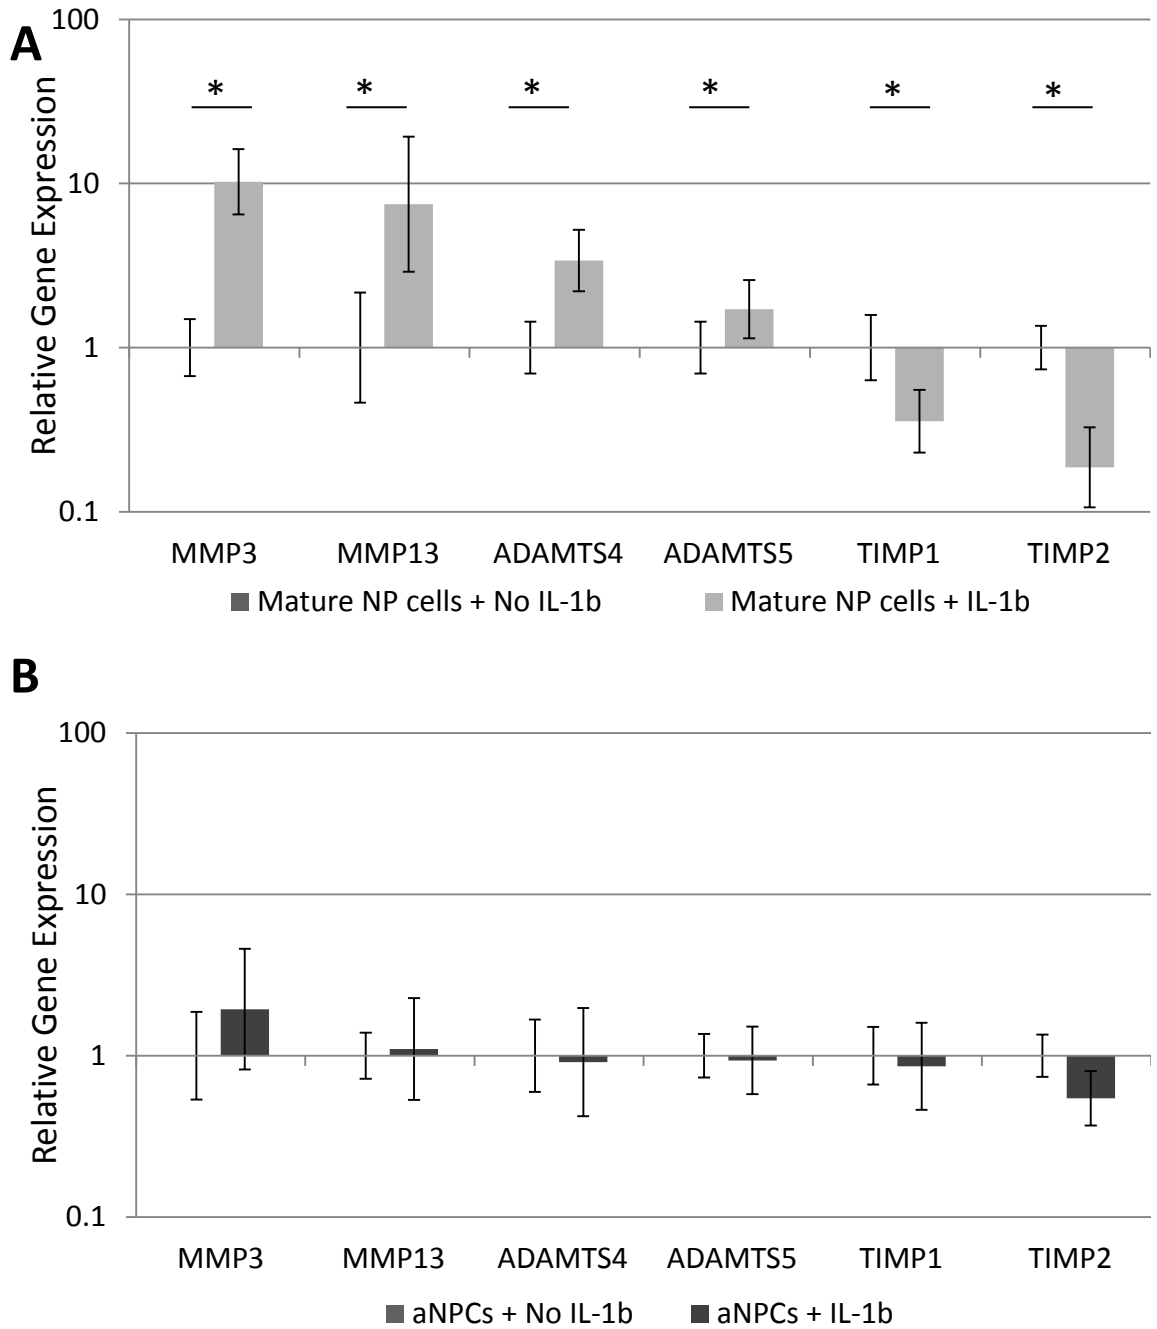 A
100
* * * * * *
10
1
0.1
Relative Gene Expression
MMP3 MMP13 ADAMTS4 ADAMTS5 TIMP1 TIMP2
Mature NP cells + No IL-1b Mature NP cells + IL-1b
B
100
10
1
0.1
Relative Gene Expression
MMP3 MMP13 ADAMTS4 ADAMTS5 TIMP1 TIMP2
aNPCs + No IL-1b aNPCs + IL-1b